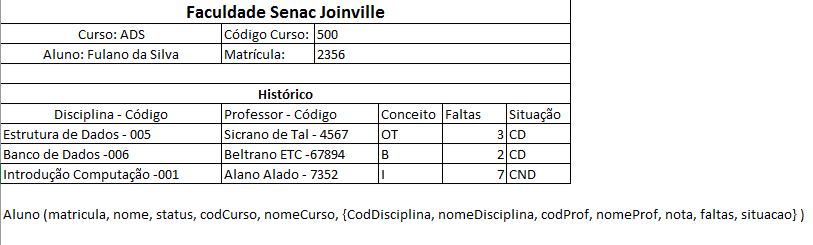 Faculdade Senac Joinville
Curso: ADS Código Curso: 500
Aluno: Fulano da Silva Matrícula: 2356
Histórico
Disciplina - Código Professor - Código Conceito Faltas Situação
Estrutura de Dados - 005 Sicrano de Tal - 4567 OT 3 CD
Banco de Dados -006 Beltrano ETC -67894 B 2 CD
Introdução Computação -001 Alano Alado - 7352 I 7 CND
Aluno (matricula, nome, status, codCurso, nomeCurso, {CodDisciplina, nomeDisciplina, codProf, nomeProf, nota, faltas, situacao} )